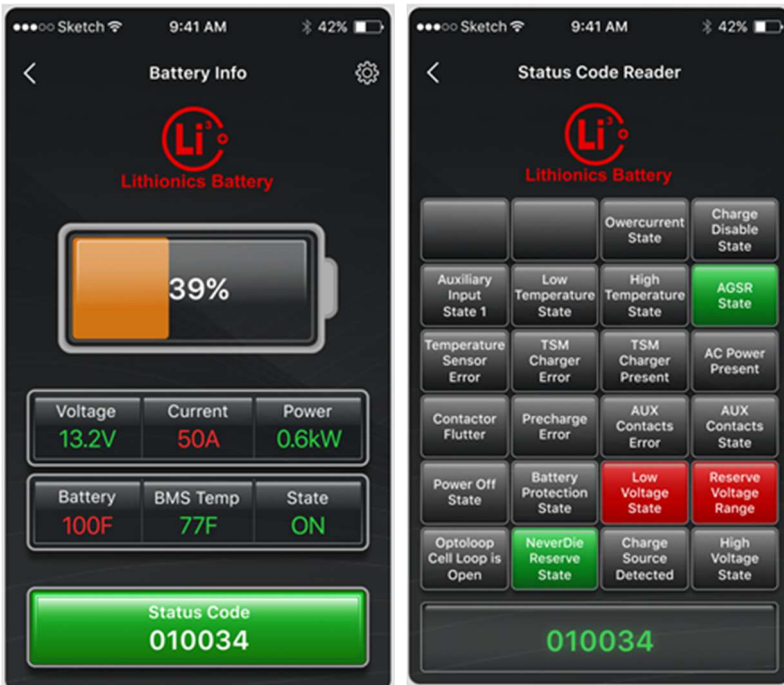 Sketch 9:41 AM 42%
Battery Info
Li³
Lithionics Battery
39%
Voltage Current Power
13.2V 50A 0.6kW
Battery BMS Temp State
100F 77F ON
Status Code
010034
Sketch 9:41 AM 42%
Status Code Reader
Li³
Lithionics Battery
Owercurrent
State
Charge
Disable
State
Auxiliary
Input
State 1
Low
Temperature
State
High
Temperature
State
AGSR
State
Temperature
Sensor
Error
TSM
Charger
Error
TSM
Charger
Present
AC Power
Present
Contactor
Flutter
Precharge
Error
AUX
Contacts
Error
AUX
Contacts
State
Power Off
State
Battery
Protection
State
Low
Voltage
State
Reserve
Voltage
Range
Optoloop
Cell Loop is
Open
NeverDie
Reserve
State
Charge
Source
Detected
High
Voltage
State
010034